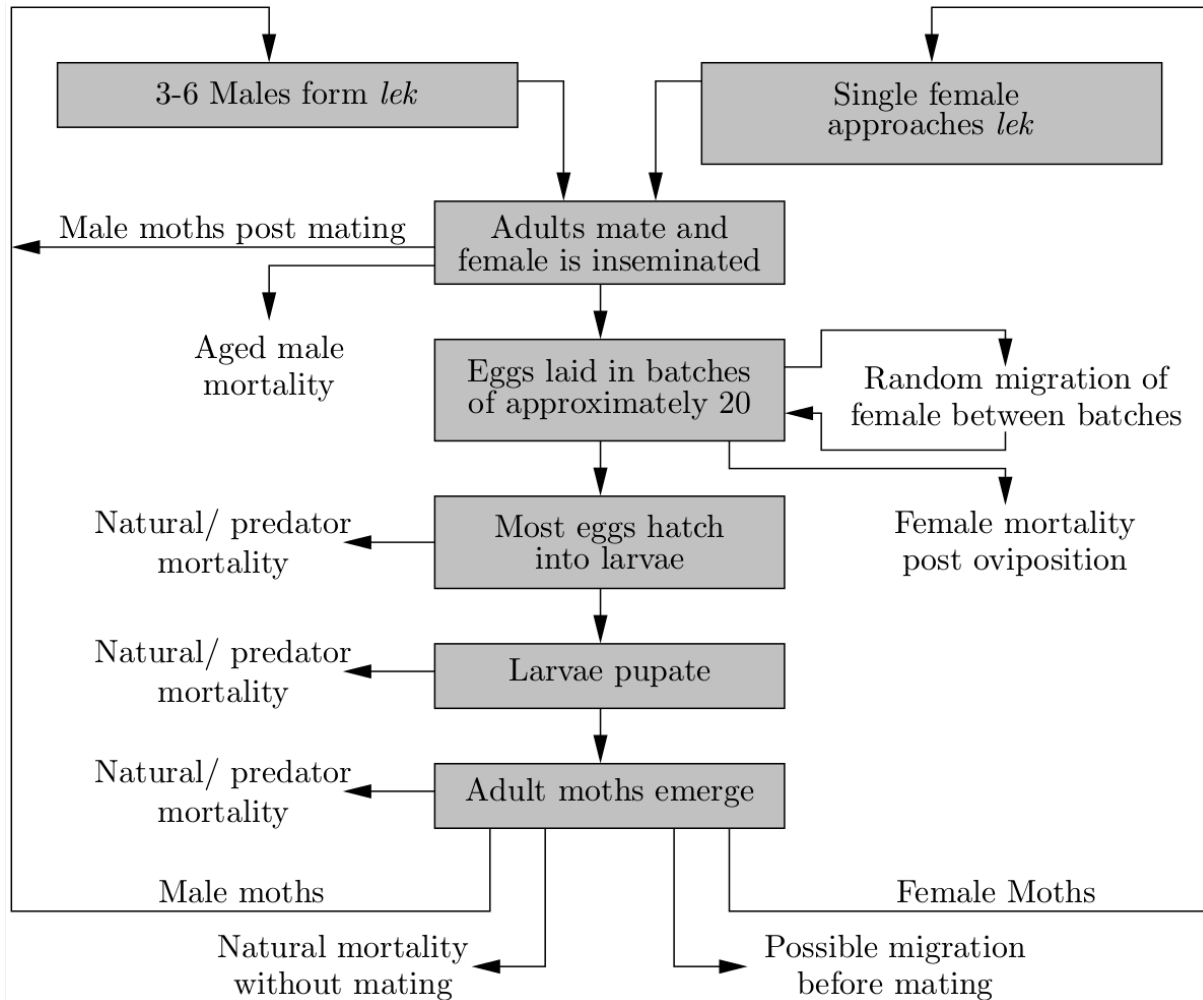 3-6 Males form lek
Single female
approaches lek
Male moths post mating
Adults mate and
female is inseminated
Aged male
mortality
Eggs laid in batches
of approximately 20
Random migration of
female between batches
Natural/ predator
mortality
Most eggs hatch
into larvae
Female mortality
post oviposition
Natural/ predator
mortality
Larvae pupate
Natural/ predator
mortality
Adult moths emerge
Male moths
Female Moths
Natural mortality
without mating
Possible migration
before mating